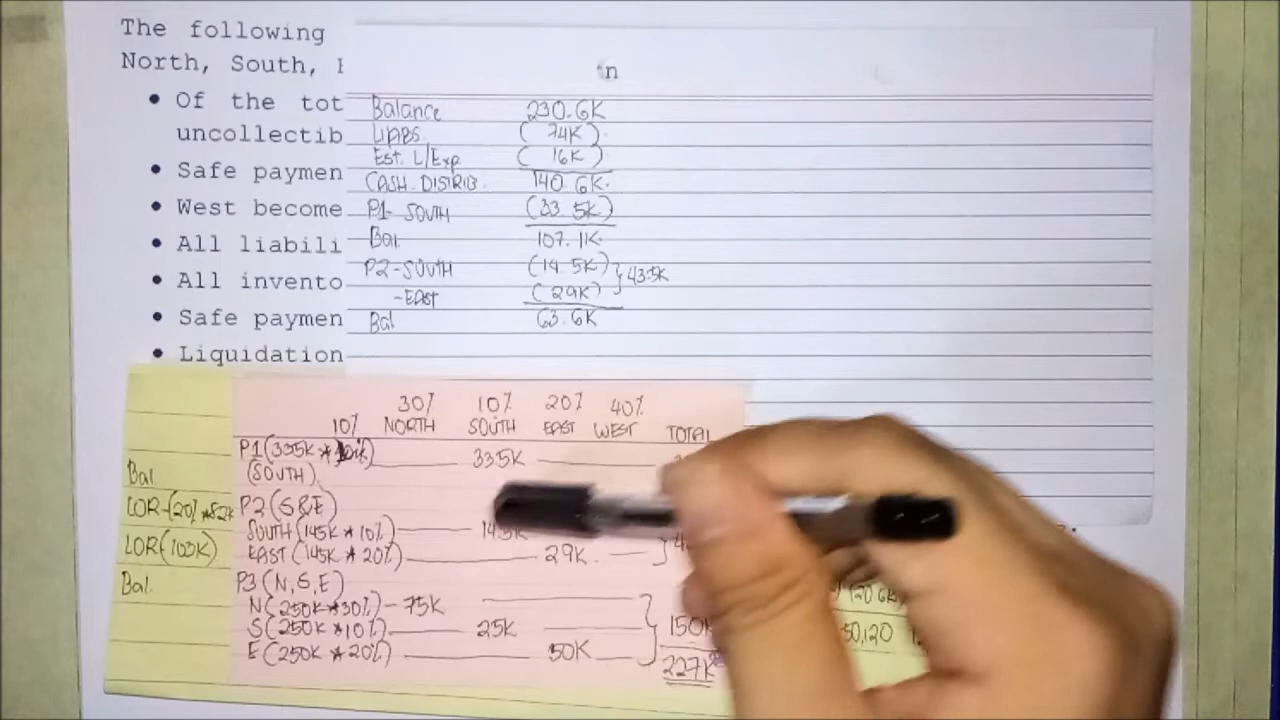 The following
North, South,
n
• Of the tot
uncollectib
• Safe paymen
• West become
• All liabili
• All invento
• Safe paymen
• Liquidation
Balance 230.6K
LIABS. (74K)
Est. L/Exp (16K)
CASH DISTRIB. 140.6K
P1- SOUTH (33.5K)
Bal. 107.1K
P2-SOUTH (14.5K) } 43.5K
-EAST (29K)
Bal 63.6K
30% 10% 20% 40%
10% NORTH SOUTH EAST WEST TOTAL
P1(335K* 33.5K
(SOUTH)
Bal.
LOR-(20% P2(S&E)
SOUTH(145K*10%)
LOR(103K) EAST(145K*20%) 29K
Bal. P3(N,S,E)
N(250K*30%)-75K
S(250K*10%) 25K 150K
E(250K*20%) 50K 227K
(20.6K)
50,120